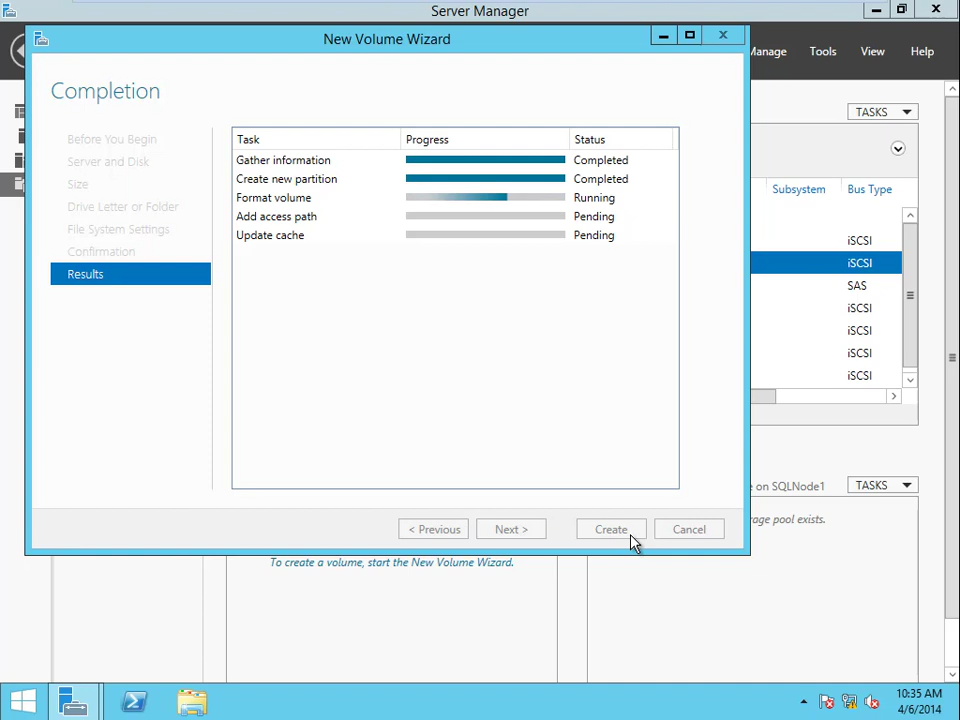 Server Manager
New Volume Wizard
Manage Tools View Help
Completion
TASKS
Before You Begin
Server and Disk
Size
Drive Letter or Folder
File System Settings
Confirmation
Results
Task Progress Status
Gather information Completed
Create new partition Completed
Format volume Running
Add access path Pending
Update cache Pending
Subsystem Bus Type
iSCSI
iSCSI
SAS
iSCSI
iSCSI
iSCSI
iSCSI
e on SQLNode1 TASKS
rage pool exists.
< Previous Next > Create Cancel
To create a volume, start the New Volume Wizard.
10:35 AM
4/6/2014